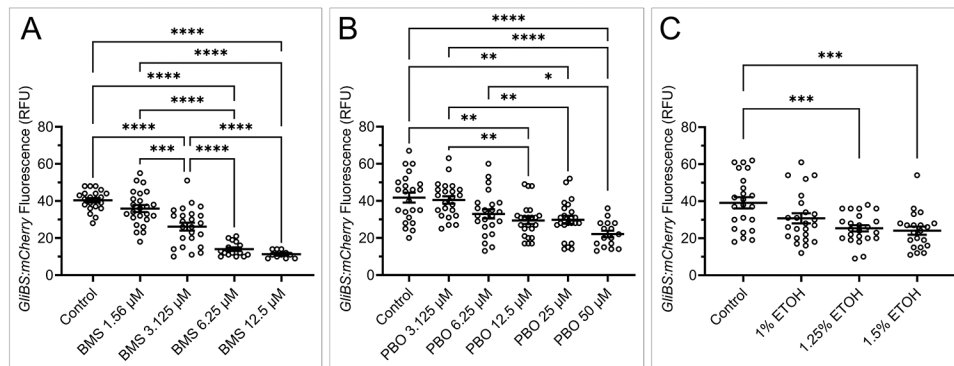 A
****
****
****
****
****
****
***
****
GliBS:mCherry Fluorescence (RFU)
80
60
40
20
0
Control
BMS 1.56 µM
BMS 3.125 µM
BMS 6.25 µM
BMS 12.5 µM
B
****
****
**
*
**
**
**
GliBS:mCherry Fluorescence (RFU)
80
60
40
20
0
Control
PBO 3.125 µM
PBO 6.25 µM
PBO 12.5 µM
PBO 25 µM
PBO 50 µM
C
***
***
GliBS:mCherry Fluorescence (RFU)
80
60
40
20
0
Control
1% ETOH
1.25% ETOH
1.5% ETOH